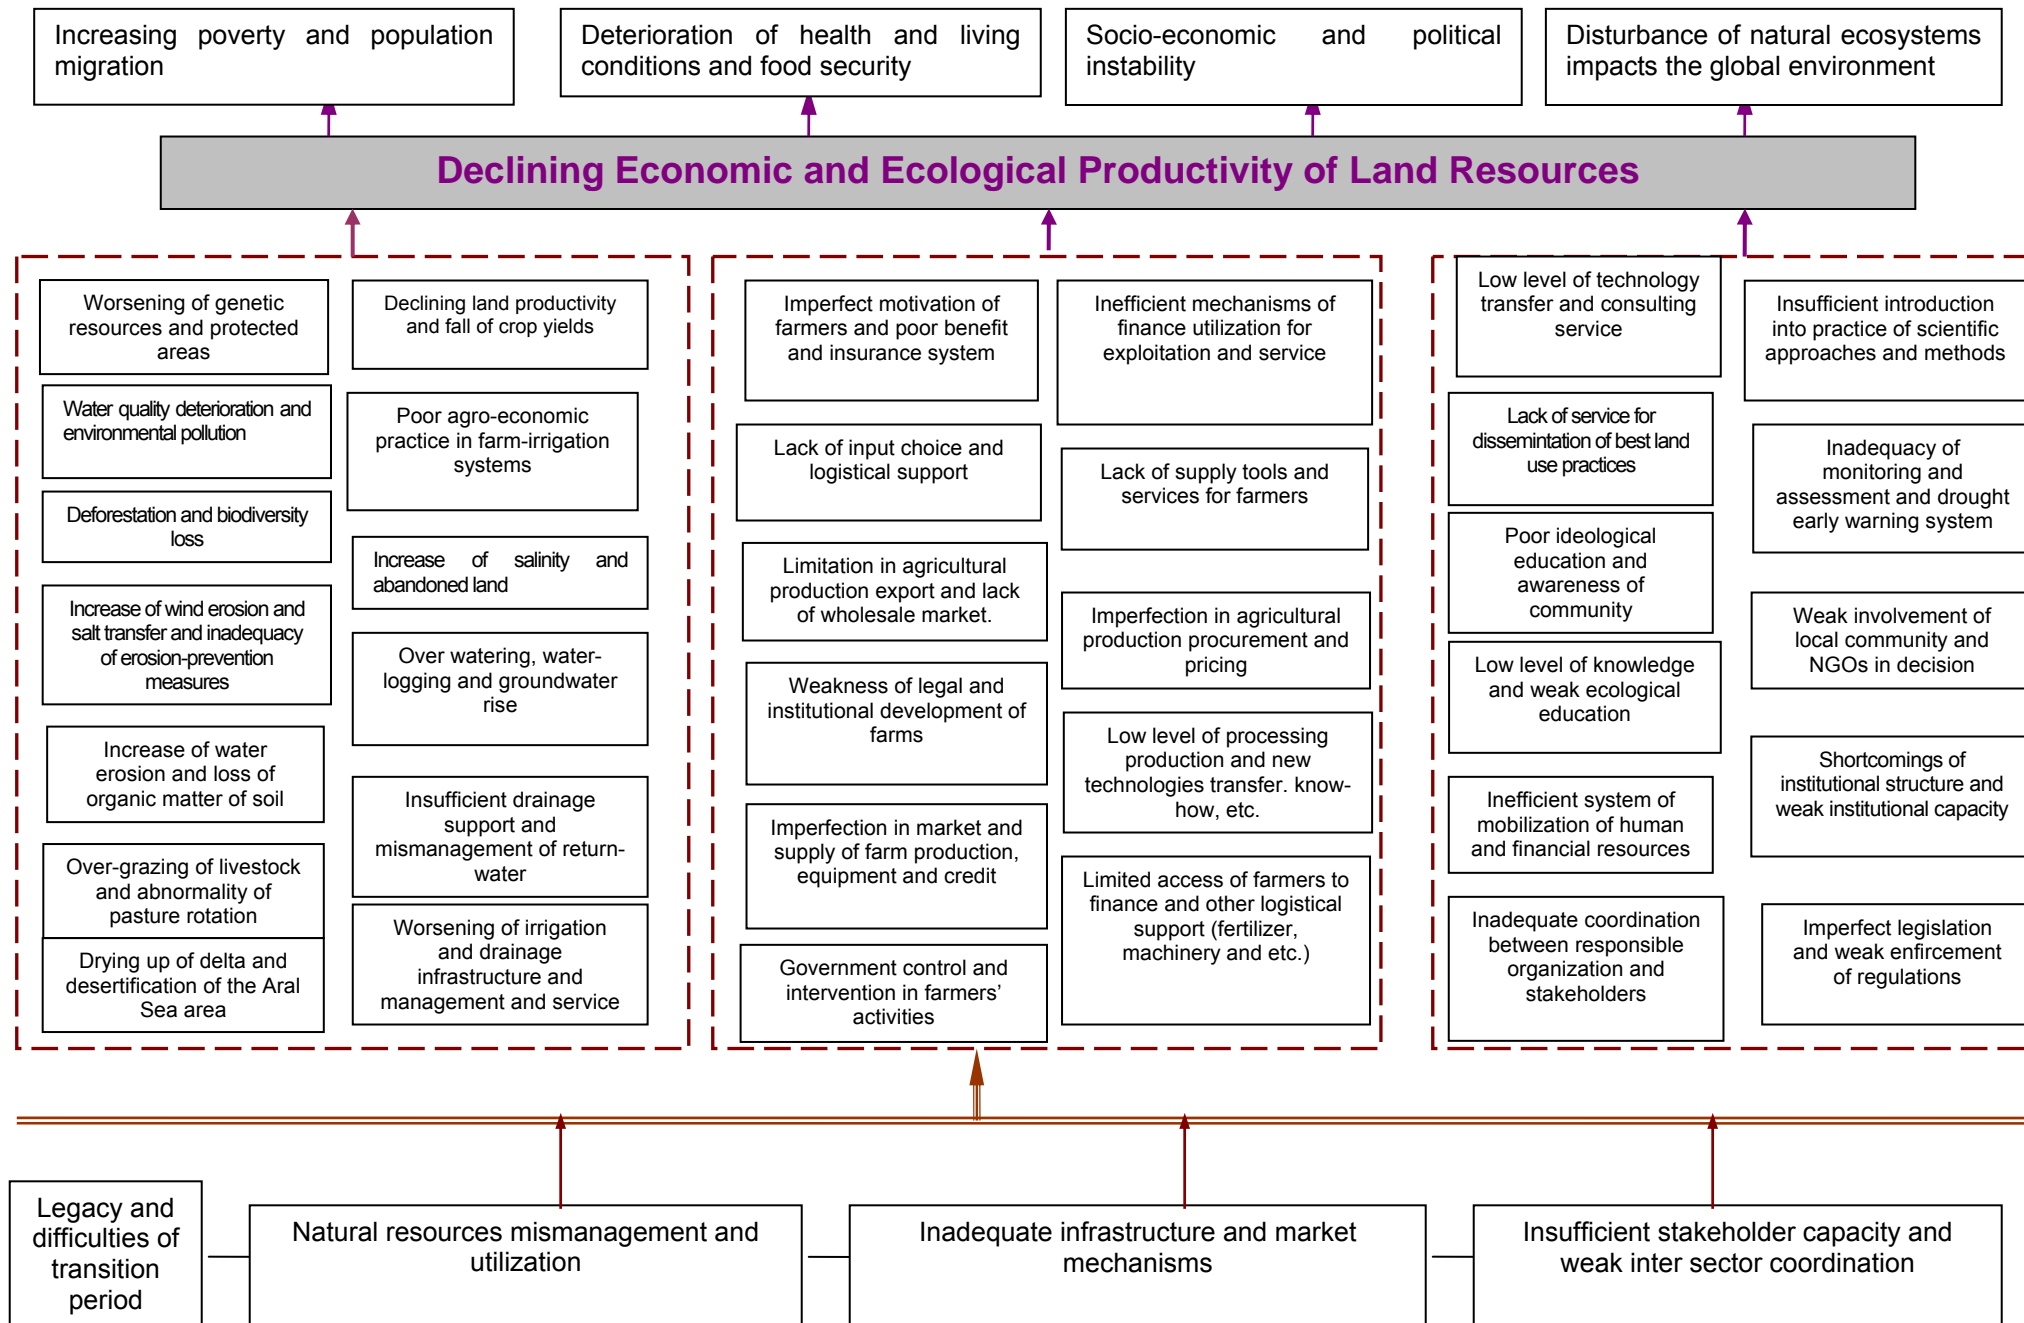 Increasing poverty and population
migration
Deterioration of health and living
conditions and food security
Socio-economic and political
instability
Disturbance of natural ecosystems
impacts the global environment
Declining Economic and Ecological Productivity of Land Resources
Worsening of genetic
resources and protected
areas
Water quality deterioration and
environmental pollution
Deforestation and biodiversity
loss
Increase of wind erosion and
salt transfer and inadequacy
of erosion-prevention
measures
Increase of water
erosion and loss of
organic matter of soil
Over-grazing of livestock
and abnormality of
pasture rotation
Drying up of delta and
desertification of the Aral
Sea area
Declining land productivity
and fall of crop yields
Poor agro-economic
practice in farm-irrigation
systems
Increase of salinity and
abandoned land
Over watering, water-
logging and groundwater
rise
Insufficient drainage
support and
mismanagement of return-
water
Worsening of irrigation
and drainage
infrastructure and
management and service
Imperfect motivation of
farmers and poor benefit
and insurance system
Lack of input choice and
logistical support
Limitation in agricultural
production export and lack
of wholesale market.
Weakness of legal and
institutional development of
farms
Imperfection in market and
supply of farm production,
equipment and credit
Government control and
intervention in farmers’
activities
Inefficient mechanisms of
finance utilization for
exploitation and service
Lack of supply tools and
services for farmers
Imperfection in agricultural
production procurement and
pricing
Low level of processing
production and new
technologies transfer. know-
how, etc.
Limited access of farmers to
finance and other logistical
support (fertilizer,
machinery and etc.)
Low level of technology
transfer and consulting
service
Lack of service for
dissemintation of best land
use practices
Poor ideological
education and
awareness of
community
Low level of knowledge
and weak ecological
education
Inefficient system of
mobilization of human
and financial resources
Inadequate coordination
between responsible
organization and
stakeholders
Insufficient introduction
into practice of scientific
approaches and methods
Inadequacy of
monitoring and
assessment and drought
early warning system
Weak involvement of
local community and
NGOs in decision
Shortcomings of
institutional structure and
weak institutional capacity
Imperfect legislation
and weak enfircement
of regulations
Legacy and
difficulties of
transition
period
Natural resources mismanagement and
utilization
Inadequate infrastructure and market
mechanisms
Insufficient stakeholder capacity and
weak inter sector coordination